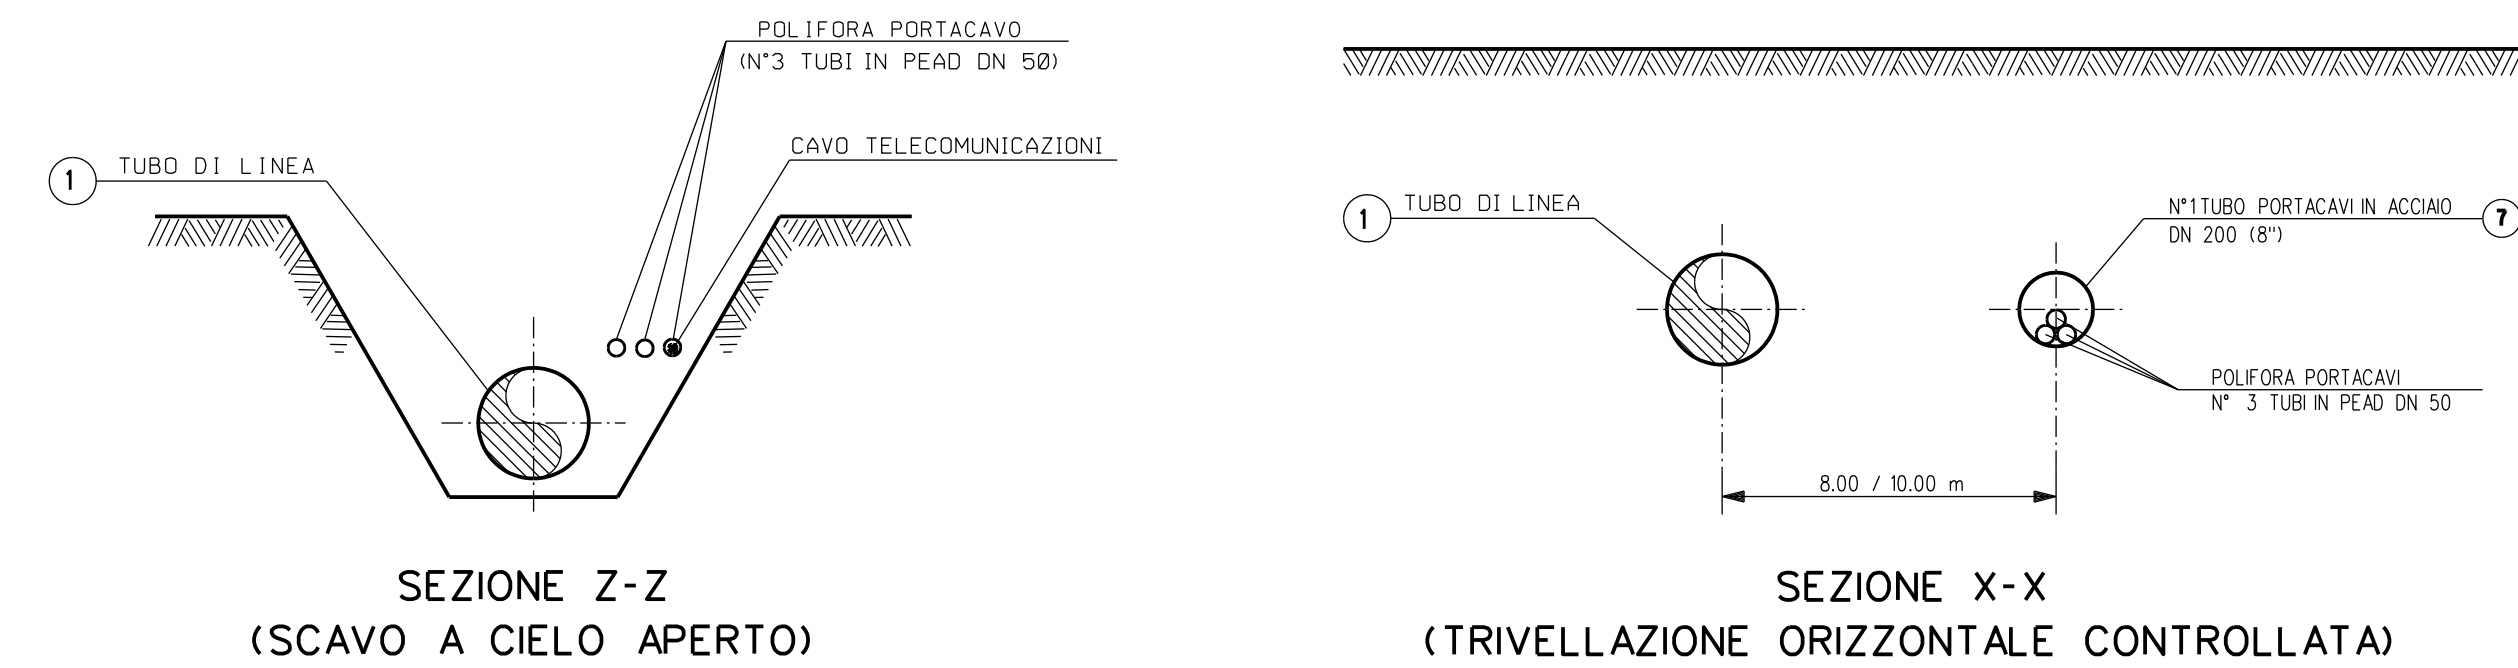 POLIFORA PORTACAVO
(N°3 TUBI IN PEAD DN 50)
CAVO TELECOMUNICAZIONI
1 TUBO DI LINEA
SEZIONE Z-Z
(SCAVO A CIELO APERTO)
1 TUBO DI LINEA
N°1 TUBO PORTACAVI IN ACCIAIO 7
DN 200 (8")
POLIFORA PORTACAVI
N° 3 TUBI IN PEAD DN 50
8.00 / 10.00 m
SEZIONE X-X
(TRIVELLAZIONE ORIZZONTALE CONTROLLATA)